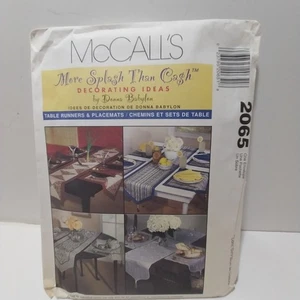 McCALL'S
More Splash Than Cash™
DECORATING IDEAS
by Donna Babylon
IDEES DE DECORATION DE DONNA BABYLON
TABLE RUNNERS & PLACEMATS / CHEMINS ET SETS DE TABLE
2065